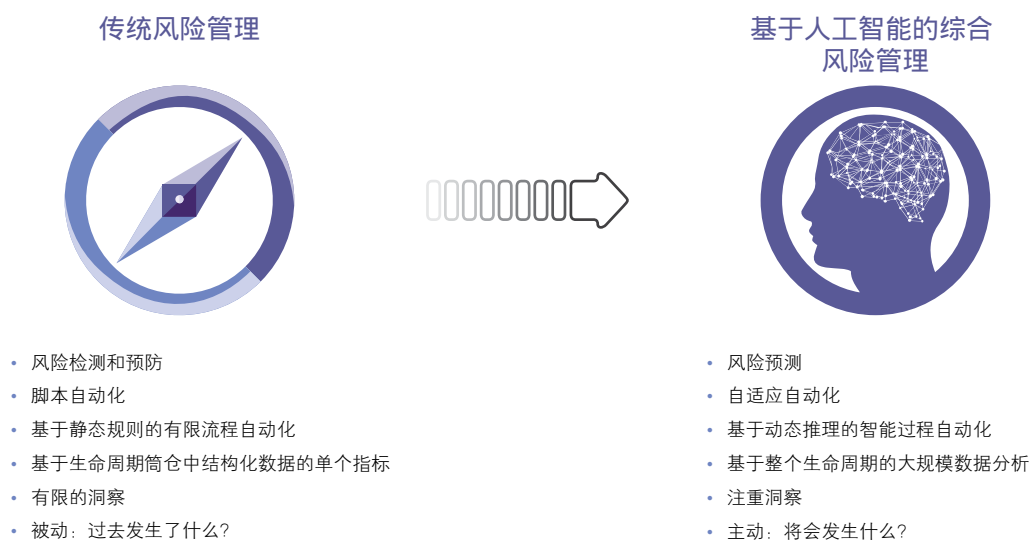 传统风险管理
• 风险检测和预防
• 脚本自动化
• 基于静态规则的有限流程自动化
• 基于生命周期筒仓中结构化数据的单个指标
• 有限的洞察
• 被动：过去发生了什么？
基于人工智能的综合
风险管理
• 风险预测
• 自适应自动化
• 基于动态推理的智能过程自动化
• 基于整个生命周期的大规模数据分析
• 注重洞察
• 主动：将会发生什么？